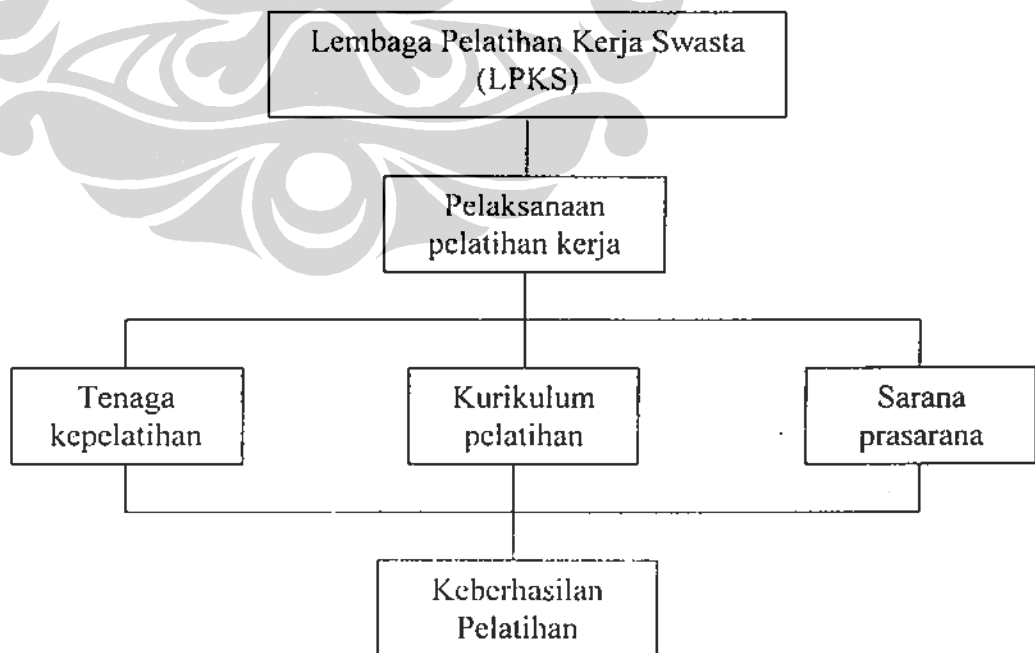 Lembaga Pelatihan Kerja Swasta
(LPKS)
Pelaksanaan
pelatihan kerja
Tenaga
kepelatihan
Kurikulum
pelatihan
Sarana
prasarana
Keberhasilan
Pelatihan